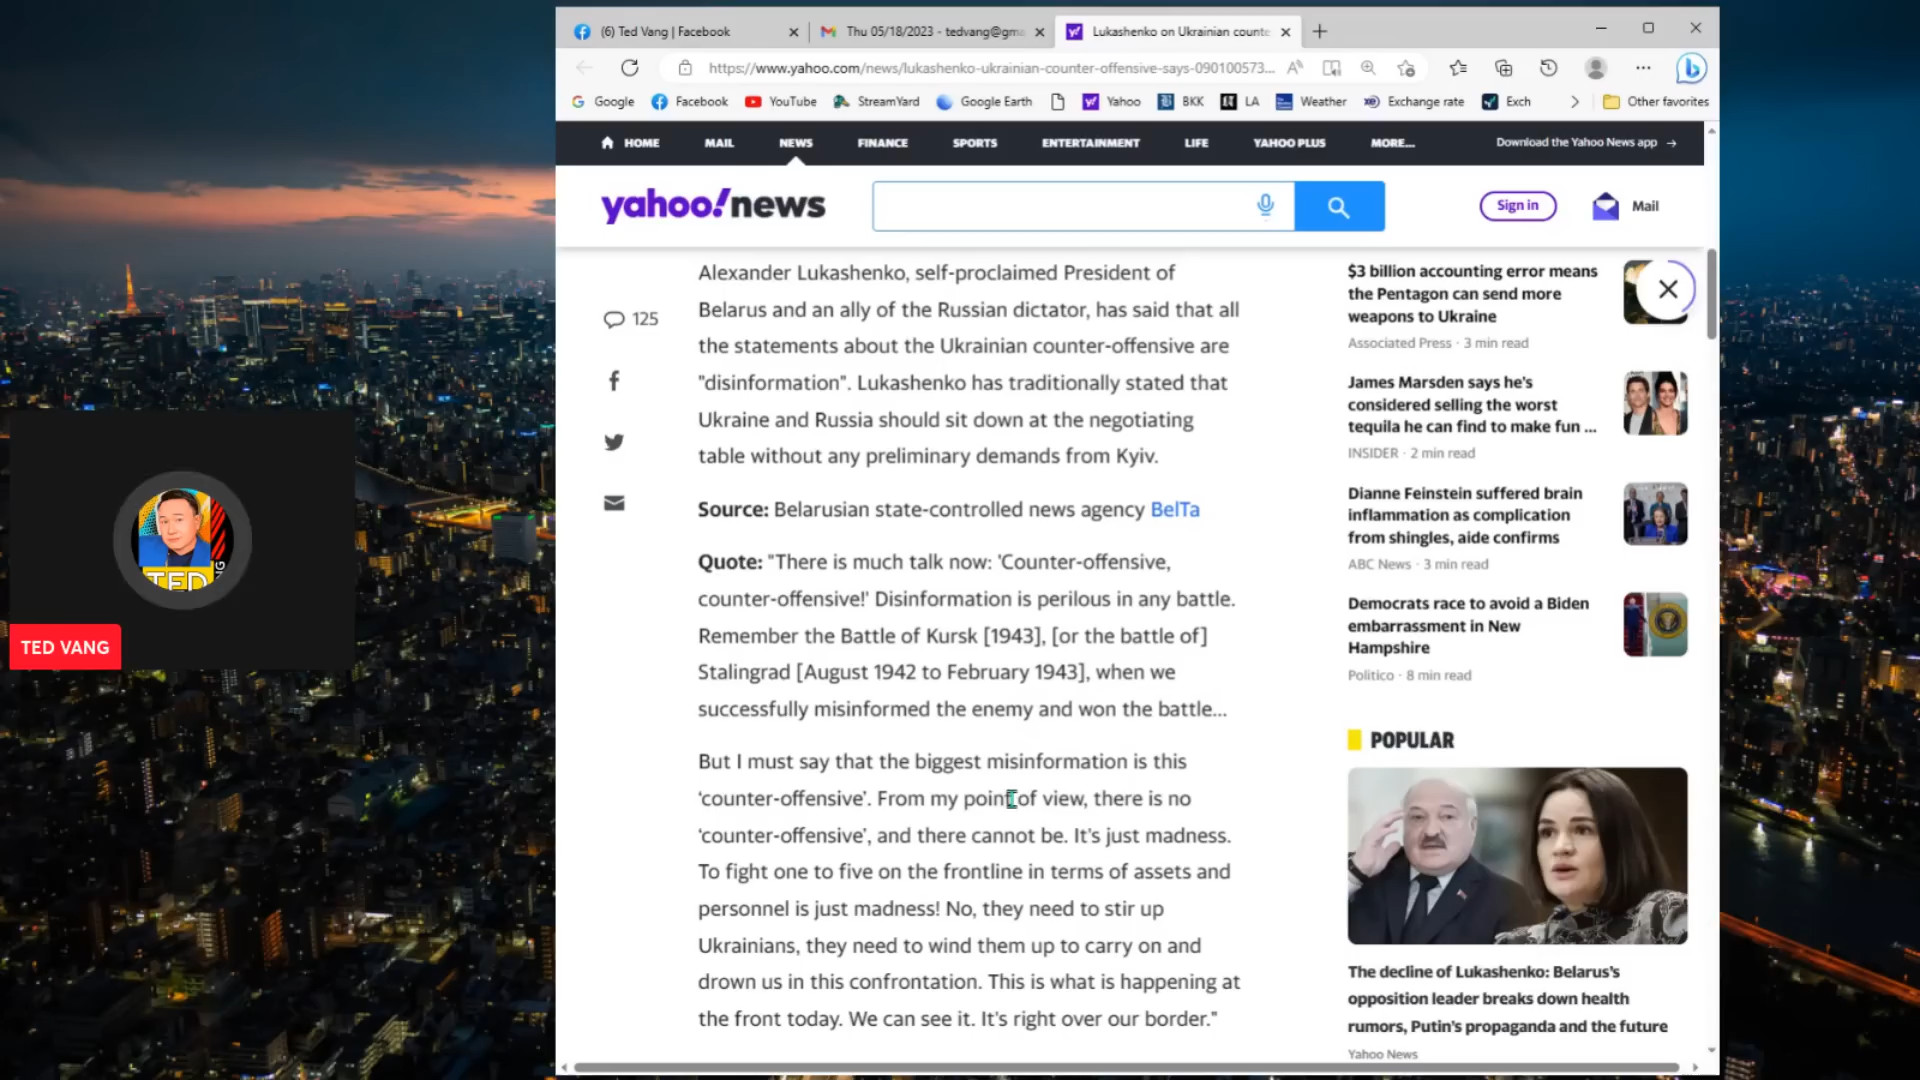 (6) Ted Vang | Facebook
Thu 05/18/2023 - tedvang@gma
Lukashenko on Ukrainian counte
https://www.yahoo.com/news/lukashenko-ukrainian-counter-offensive-says-090100573...
Google
Facebook
YouTube
StreamYard
Google Earth
Yahoo
BKK
LA
Weather
Exchange rate
Exch
Other favorites
HOME
MAIL
NEWS
FINANCE
SPORTS
ENTERTAINMENT
LIFE
YAHOO PLUS
MORE...
Download the Yahoo News app →
yahoo!news
Sign in
Mail
125
Alexander Lukashenko, self-proclaimed President of
Belarus and an ally of the Russian dictator, has said that all
the statements about the Ukrainian counter-offensive are
"disinformation". Lukashenko has traditionally stated that
Ukraine and Russia should sit down at the negotiating
table without any preliminary demands from Kyiv.
Source: Belarusian state-controlled news agency BelTa
Quote: "There is much talk now: 'Counter-offensive,
counter-offensive!' Disinformation is perilous in any battle.
Remember the Battle of Kursk [1943], [or the battle of]
Stalingrad [August 1942 to February 1943], when we
successfully misinformed the enemy and won the battle...
But I must say that the biggest misinformation is this
‘counter-offensive’. From my point of view, there is no
‘counter-offensive’, and there cannot be. It's just madness.
To fight one to five on the frontline in terms of assets and
personnel is just madness! No, they need to stir up
Ukrainians, they need to wind them up to carry on and
drown us in this confrontation. This is what is happening at
the front today. We can see it. It's right over our border."
$3 billion accounting error means
the Pentagon can send more
weapons to Ukraine
Associated Press · 3 min read
James Marsden says he's
considered selling the worst
tequila he can find to make fun ...
INSIDER · 2 min read
Dianne Feinstein suffered brain
inflammation as complication
from shingles, aide confirms
ABC News · 3 min read
Democrats race to avoid a Biden
embarrassment in New
Hampshire
Politico · 8 min read
POPULAR
The decline of Lukashenko: Belarus's
opposition leader breaks down health
rumors, Putin's propaganda and the future
Yahoo News
TED
NG
TED VANG